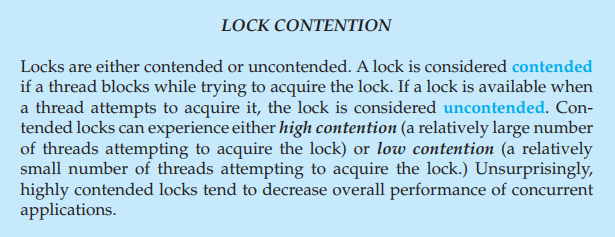 LOCK CONTENTION
Locks are either contended or uncontended. A lock is considered contended
if a thread blocks while trying to acquire the lock. If a lock is available when
a thread attempts to acquire it, the lock is considered uncontended. Con-
tended locks can experience either high contention (a relatively large number
of threads attempting to acquire the lock) or low contention (a relatively
small number of threads attempting to acquire the lock.) Unsurprisingly,
highly contended locks tend to decrease overall performance of concurrent
applications.